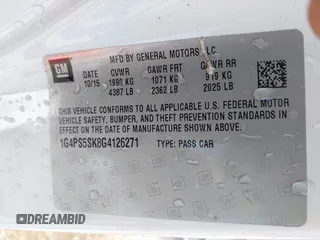 MFD BY GENERAL MOTORS LLC
GM
DATE GVWR GAWR FRT GAWR RR
10/15 1990 KG 1071 KG 919 KG
4387 LB 2362 LB 2025 LB
THIS VEHICLE CONFORMS TO ALL APPLICABLE U.S. FEDERAL MOTOR
VEHICLE SAFETY, BUMPER, AND THEFT PREVENTION STANDARDS IN
EFFECT ON THE DATE OF MANUFACTURE SHOWN ABOVE.
1G4PS5SK8G4126271 TYPE: PASS CAR
DREAMBID